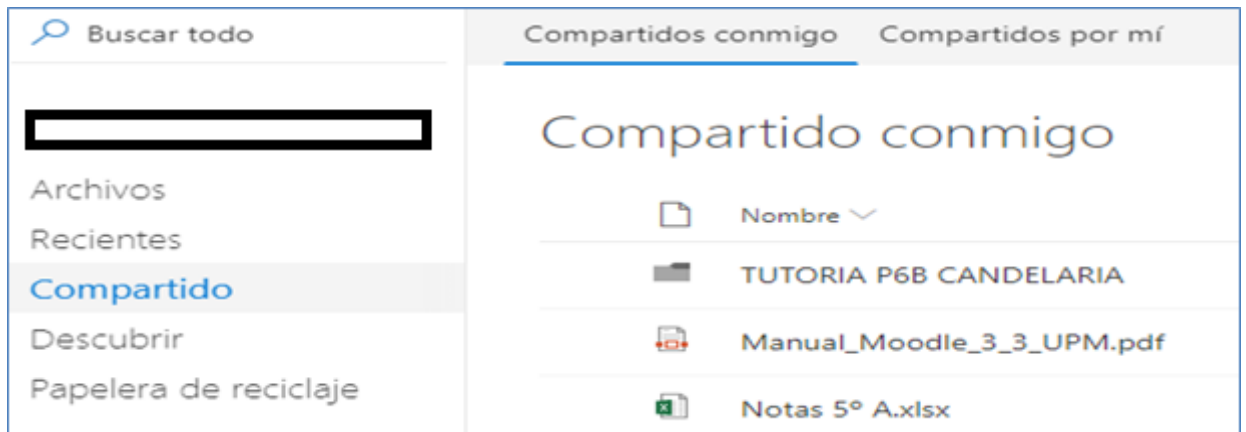 Buscar todo
Archivos
Recientes
Compartido
Descubrir
Papelera de reciclaje
Compartidos conmigo Compartidos por mí
Compartido conmigo
Nombre
TUTORIA P6B CANDELARIA
Manual_Moodle_3_3_UPM.pdf
Notas 5º A.xlsx